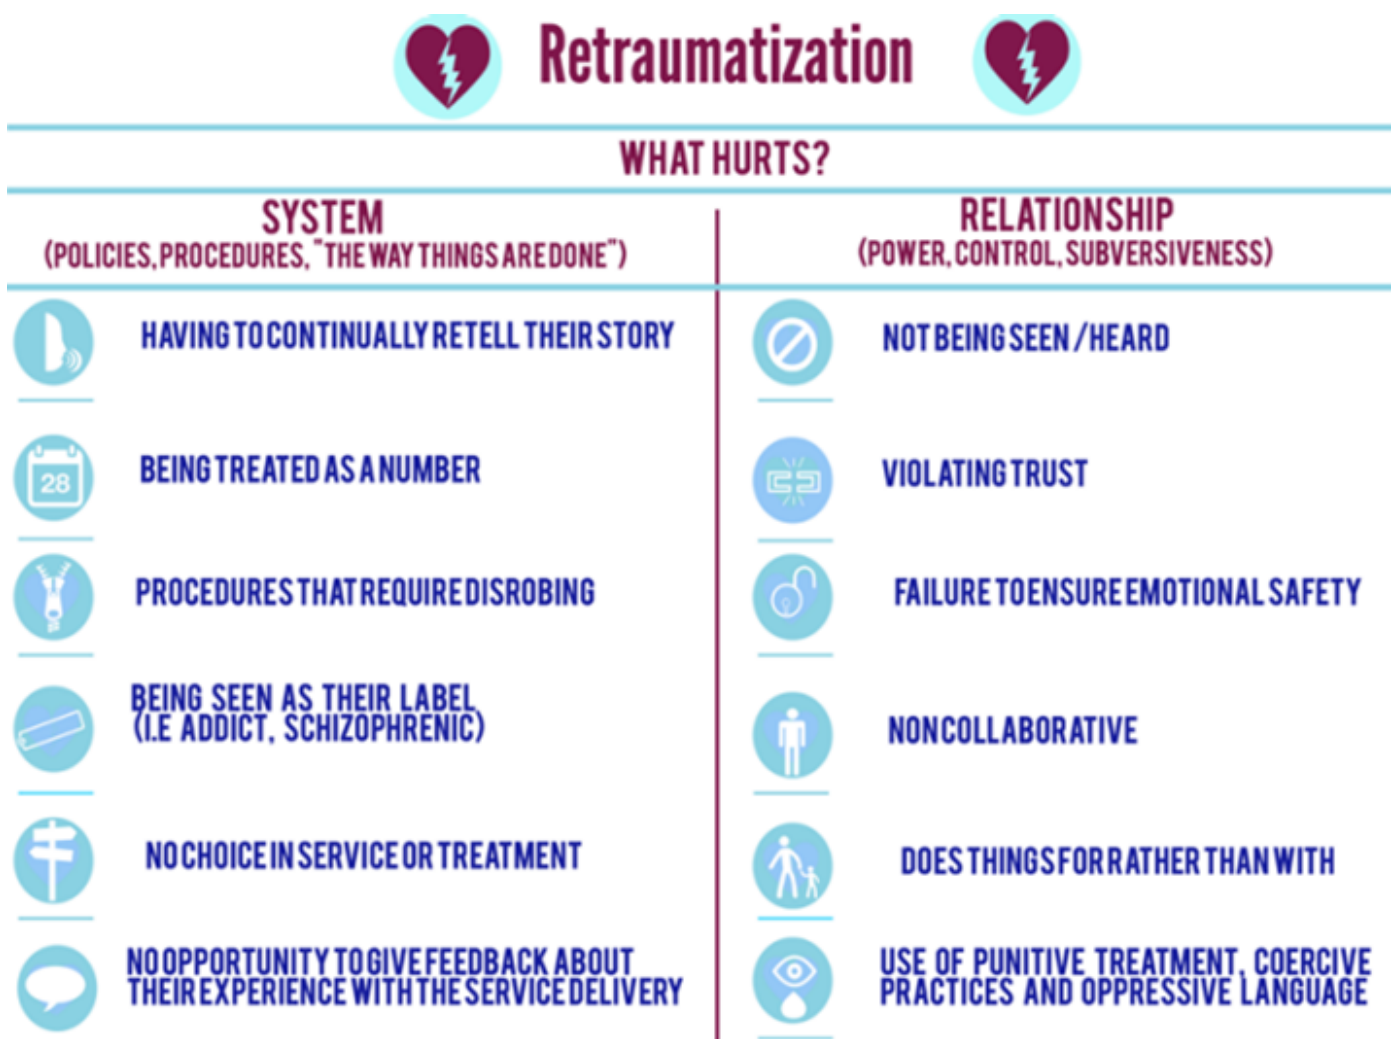 Retraumatization
WHAT HURTS?
SYSTEM
(POLICIES, PROCEDURES, "THE WAY THINGS ARE DONE")
HAVING TO CONTINUALLY RETELL THEIR STORY
28
BEING TREATED AS A NUMBER
PROCEDURES THAT REQUIRE DISROBING
BEING SEEN AS THEIR LABEL
(I.E ADDICT, SCHIZOPHRENIC)
NO CHOICE IN SERVICE OR TREATMENT
NO OPPORTUNITY TO GIVE FEEDBACK ABOUT
THEIR EXPERIENCE WITH THE SERVICE DELIVERY
RELATIONSHIP
(POWER, CONTROL, SUBVERSIVENESS)
NOT BEING SEEN / HEARD
VIOLATING TRUST
FAILURE TO ENSURE EMOTIONAL SAFETY
NON COLLABORATIVE
DOES THINGS FOR RATHER THAN WITH
USE OF PUNITIVE TREATMENT, COERCIVE
PRACTICES AND OPPRESSIVE LANGUAGE